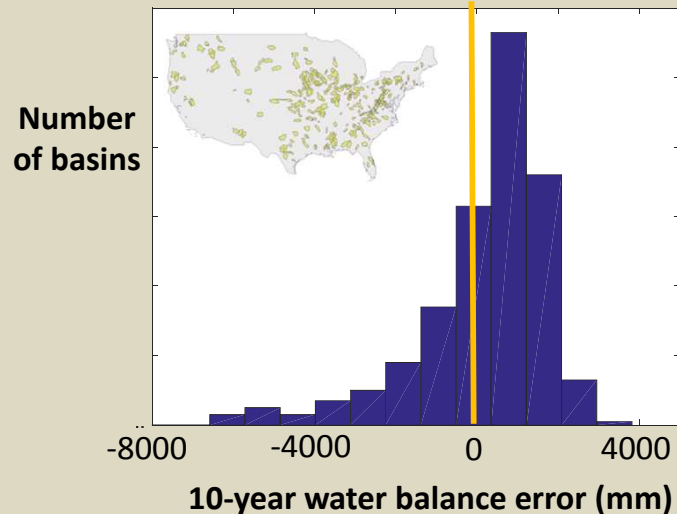 Number
of basins
-8000
-4000
0
4000
10-year water balance error (mm)